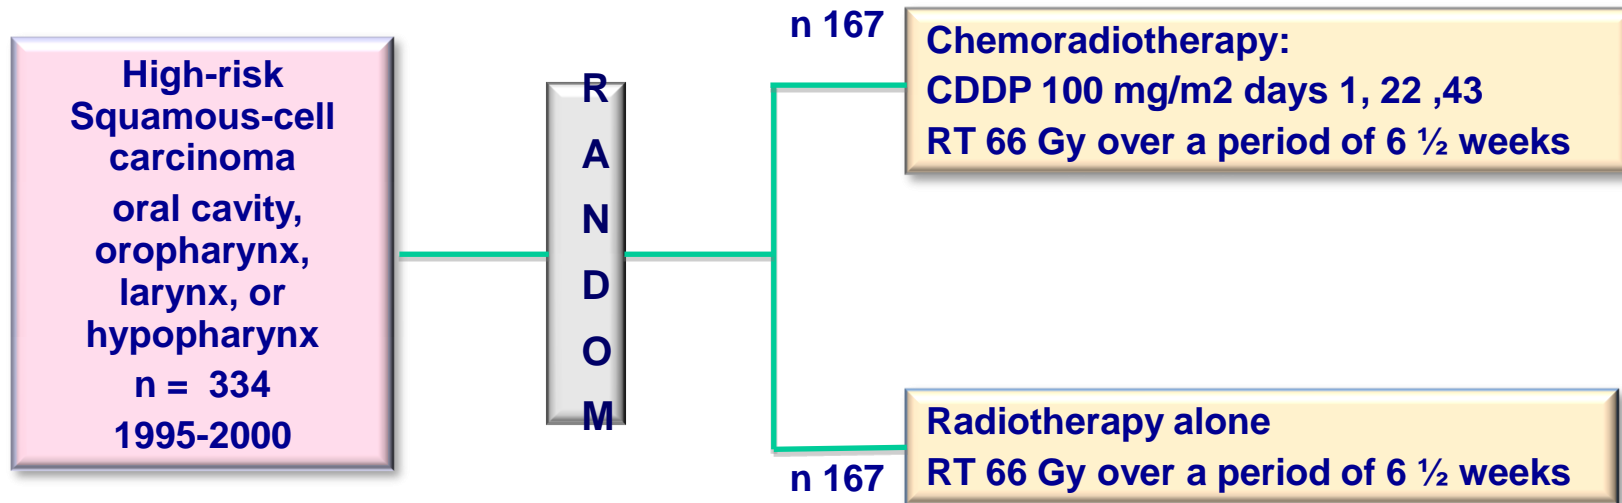 High-risk
Squamous-cell
carcinoma
oral cavity,
oropharynx,
larynx, or
hypopharynx
n = 334
1995-2000
R
A
N
D
O
M
n 167
Chemoradiotherapy:
CDDP 100 mg/m2 days 1, 22 ,43
RT 66 Gy over a period of 6 ½ weeks
n 167
Radiotherapy alone
RT 66 Gy over a period of 6 ½ weeks